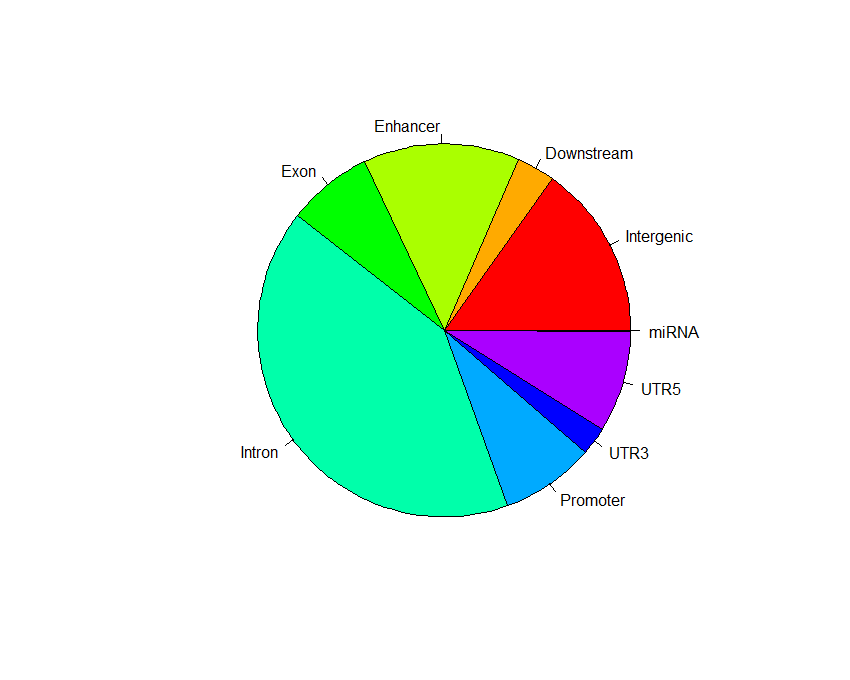 Enhancer
Downstream
Exon
Intergenic
miRNA
UTR5
Intron
UTR3
Promoter